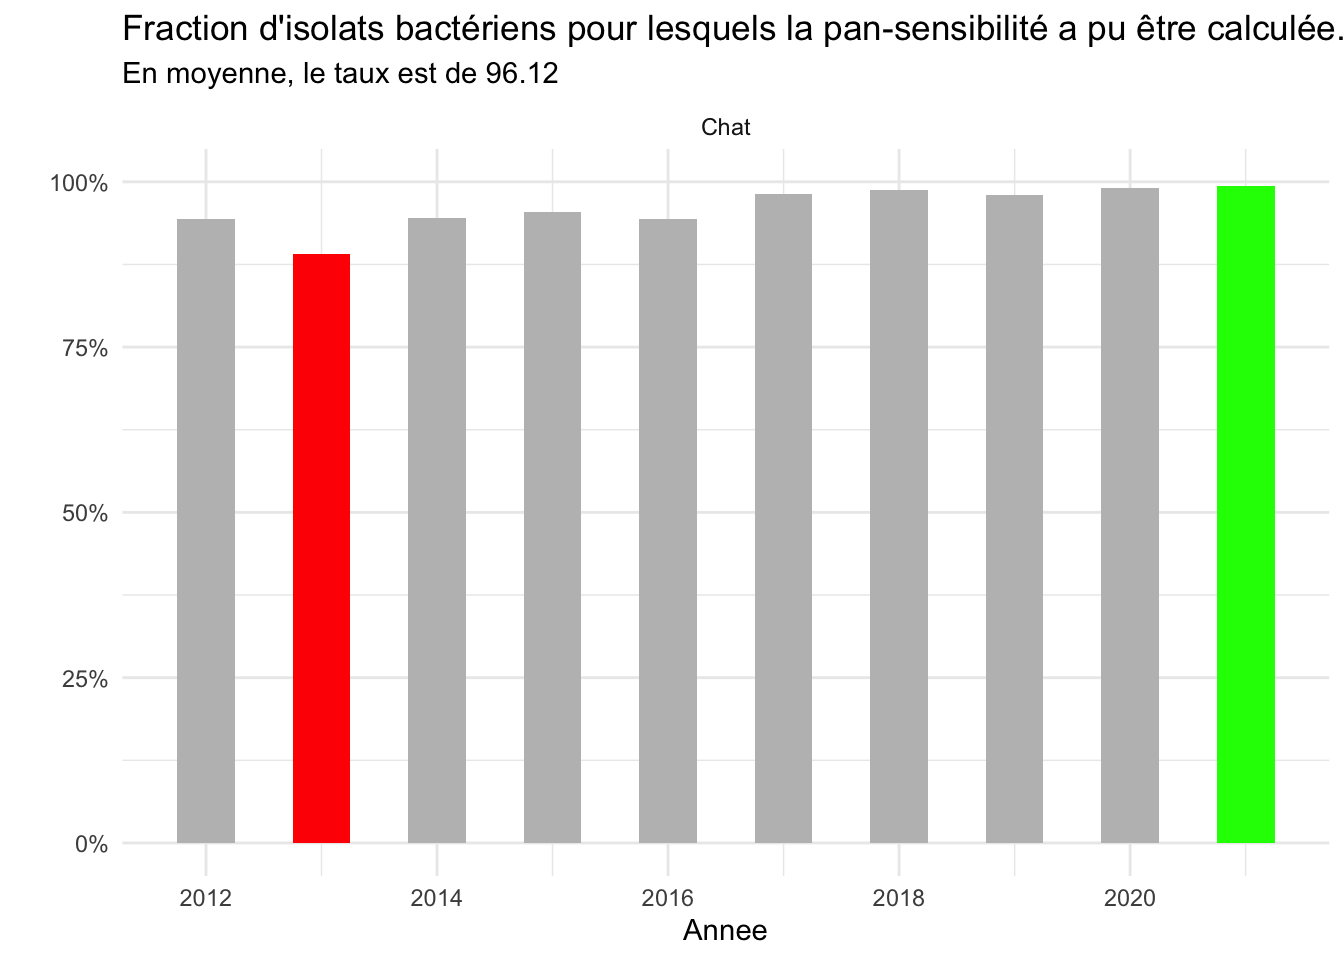 Fraction d'isolats bactériens pour lesquels la pan-sensibilité a pu être calculée.
En moyenne, le taux est de 96.12
Chat
100%
75%
50%
25%
0%
2012 2014 2016 2018 2020
Annee